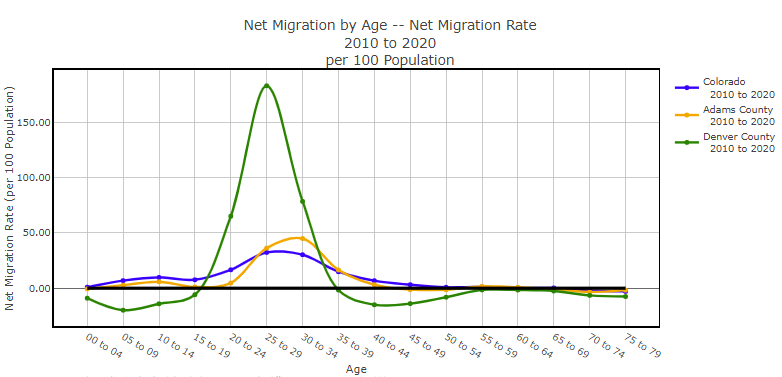 Net Migration by Age -- Net Migration Rate
2010 to 2020
per 100 Population
Net Migration Rate (per 100 Population)
150.00
100.00
50.00
0.00
00 to 04
05 to 09
10 to 14
15 to 19
20 to 24
25 to 29
30 to 34
35 to 39
40 to 44
45 to 49
50 to 54
55 to 59
60 to 64
65 to 69
70 to 74
75 to 79
Age
Colorado
2010 to 2020
Adams County
2010 to 2020
Denver County
2010 to 2020